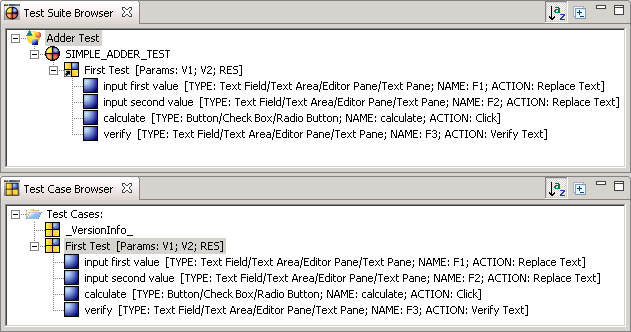 Test Suite Browser
Adder Test
SIMPLE_ADDER_TEST
First Test [Params: V1; V2; RES]
input first value [TYPE: Text Field/Text Area/Editor Pane/Text Pane; NAME: F1; ACTION: Replace Text]
input second value [TYPE: Text Field/Text Area/Editor Pane/Text Pane; NAME: F2; ACTION: Replace Text]
calculate [TYPE: Button/Check Box/Radio Button; NAME: calculate; ACTION: Click]
verify [TYPE: Text Field/Text Area/Editor Pane/Text Pane; NAME: F3; ACTION: Verify Text]
Test Case Browser
Test Cases:
_VersionInfo_
First Test [Params: V1; V2; RES]
input first value [TYPE: Text Field/Text Area/Editor Pane/Text Pane; NAME: F1; ACTION: Replace Text]
input second value [TYPE: Text Field/Text Area/Editor Pane/Text Pane; NAME: F2; ACTION: Replace Text]
calculate [TYPE: Button/Check Box/Radio Button; NAME: calculate; ACTION: Click]
verify [TYPE: Text Field/Text Area/Editor Pane/Text Pane; NAME: F3; ACTION: Verify Text]